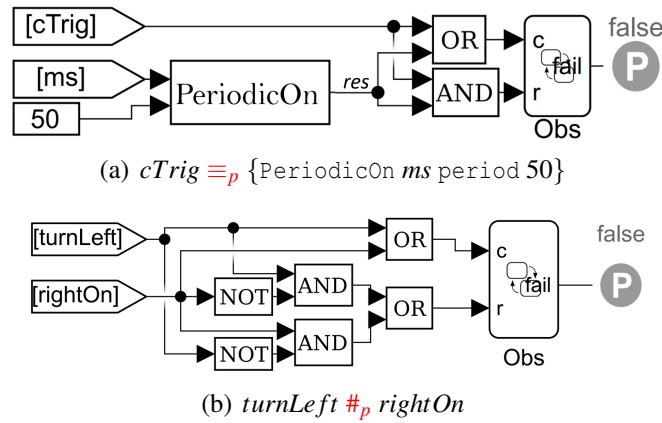 [cTrig]
[ms]
50
PeriodicOn
res
OR
AND
c
fail
r
Obs
false
P
(a) cTrig ≡ₚ {PeriodicOn ms period 50}
[turnLeft]
[rightOn]
NOT
NOT
AND
AND
OR
OR
c
fail
r
Obs
false
P
(b) turnLeft #ₚ rightOn